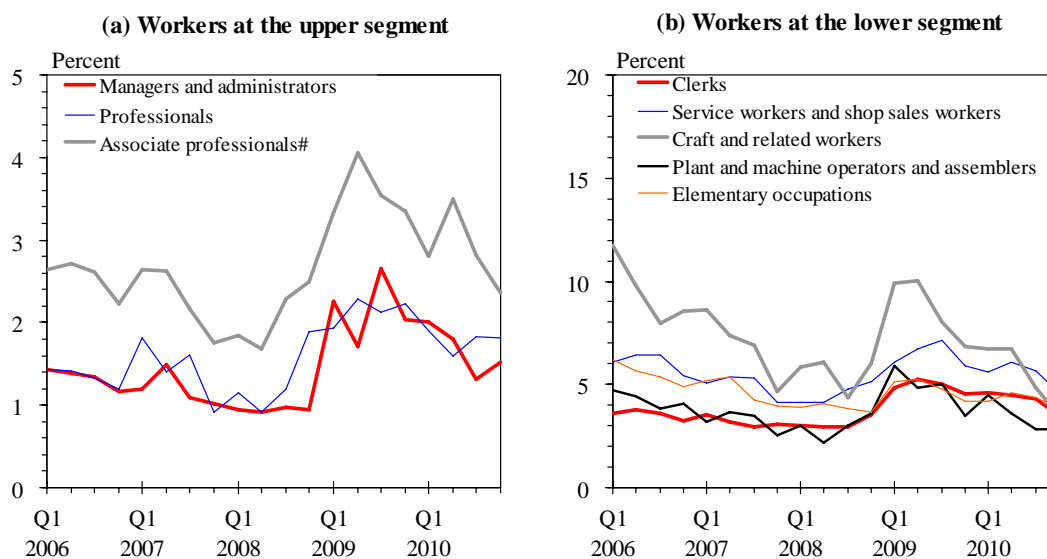 (a) Workers at the upper segment
Percent
5
Managers and administrators
Professionals
Associate professionals#
4
3
2
1
0
Q1 Q1 Q1 Q1 Q1
2006 2007 2008 2009 2010
(b) Workers at the lower segment
Percent
20
Clerks
Service workers and shop sales workers
Craft and related workers
Plant and machine operators and assemblers
Elementary occupations
15
10
5
0
Q1 Q1 Q1 Q1 Q1
2006 2007 2008 2009 2010